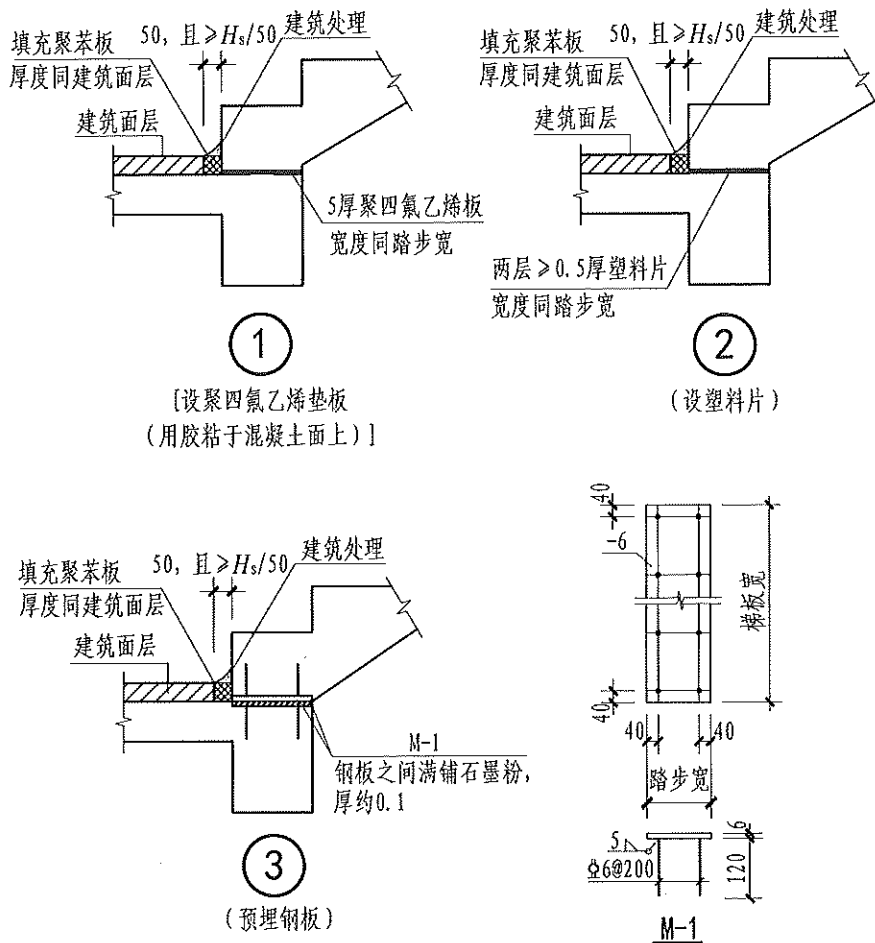 填充聚苯板
厚度同建筑面层
50, 且≥Hs/50
建筑处理
建筑面层
5厚聚四氟乙烯板
宽度同踏步宽
1
[设聚四氟乙烯垫板
(用胶粘于混凝土面上)]
填充聚苯板
厚度同建筑面层
50, 且≥Hs/50
建筑处理
建筑面层
两层≥0.5厚塑料片
宽度同踏步宽
2
(设塑料片)
填充聚苯板
厚度同建筑面层
50, 且≥Hs/50
建筑处理
建筑面层
M-1
钢板之间满铺石墨粉,
厚约0.1
3
(预埋钢板)
40
-6
梯板宽
40
40
40
踏步宽
6
5
⏀6@200
120
M-1